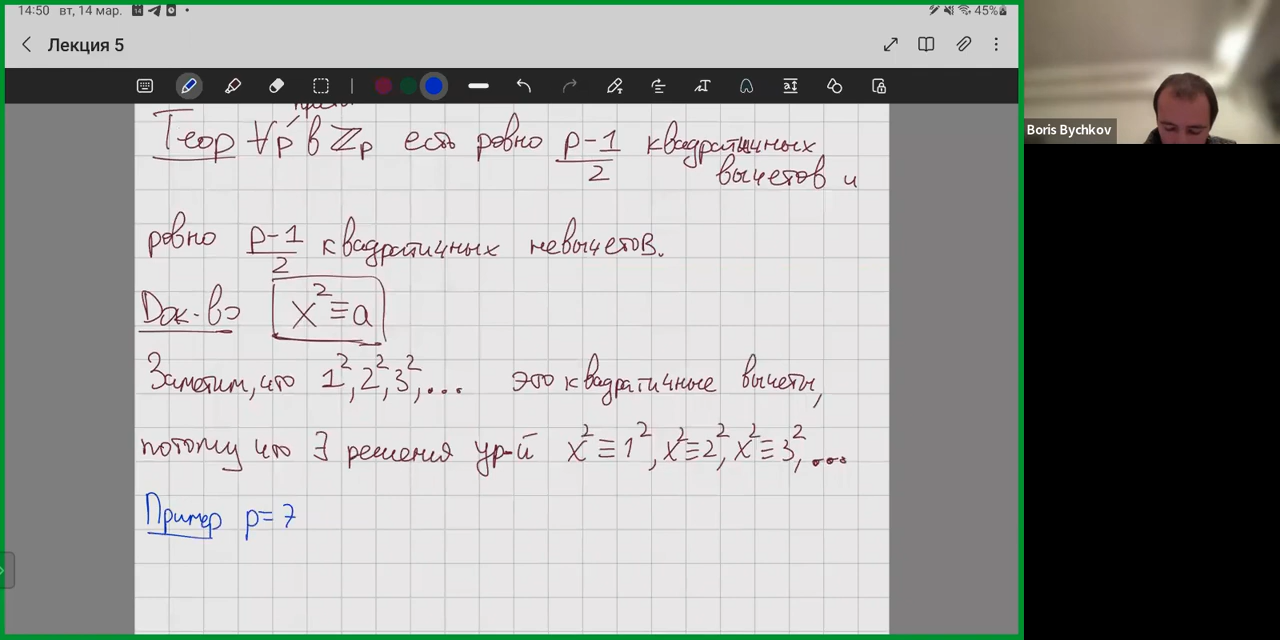 14:50 вт, 14 мар.
45%
Лекция 5
Boris Bychkov
Теор ∀p в ℤₚ есть ровно (p-1)/2 квадратичных
вычетов и
ровно (p-1)/2 квадратичных невычетов.
Док-во x² ≡ a
Заметим, что 1², 2², 3², ... это квадратичные вычеты,
потому что ∃ решения ур-й x² ≡ 1², x² ≡ 2², x² ≡ 3², ...
Пример p = 7